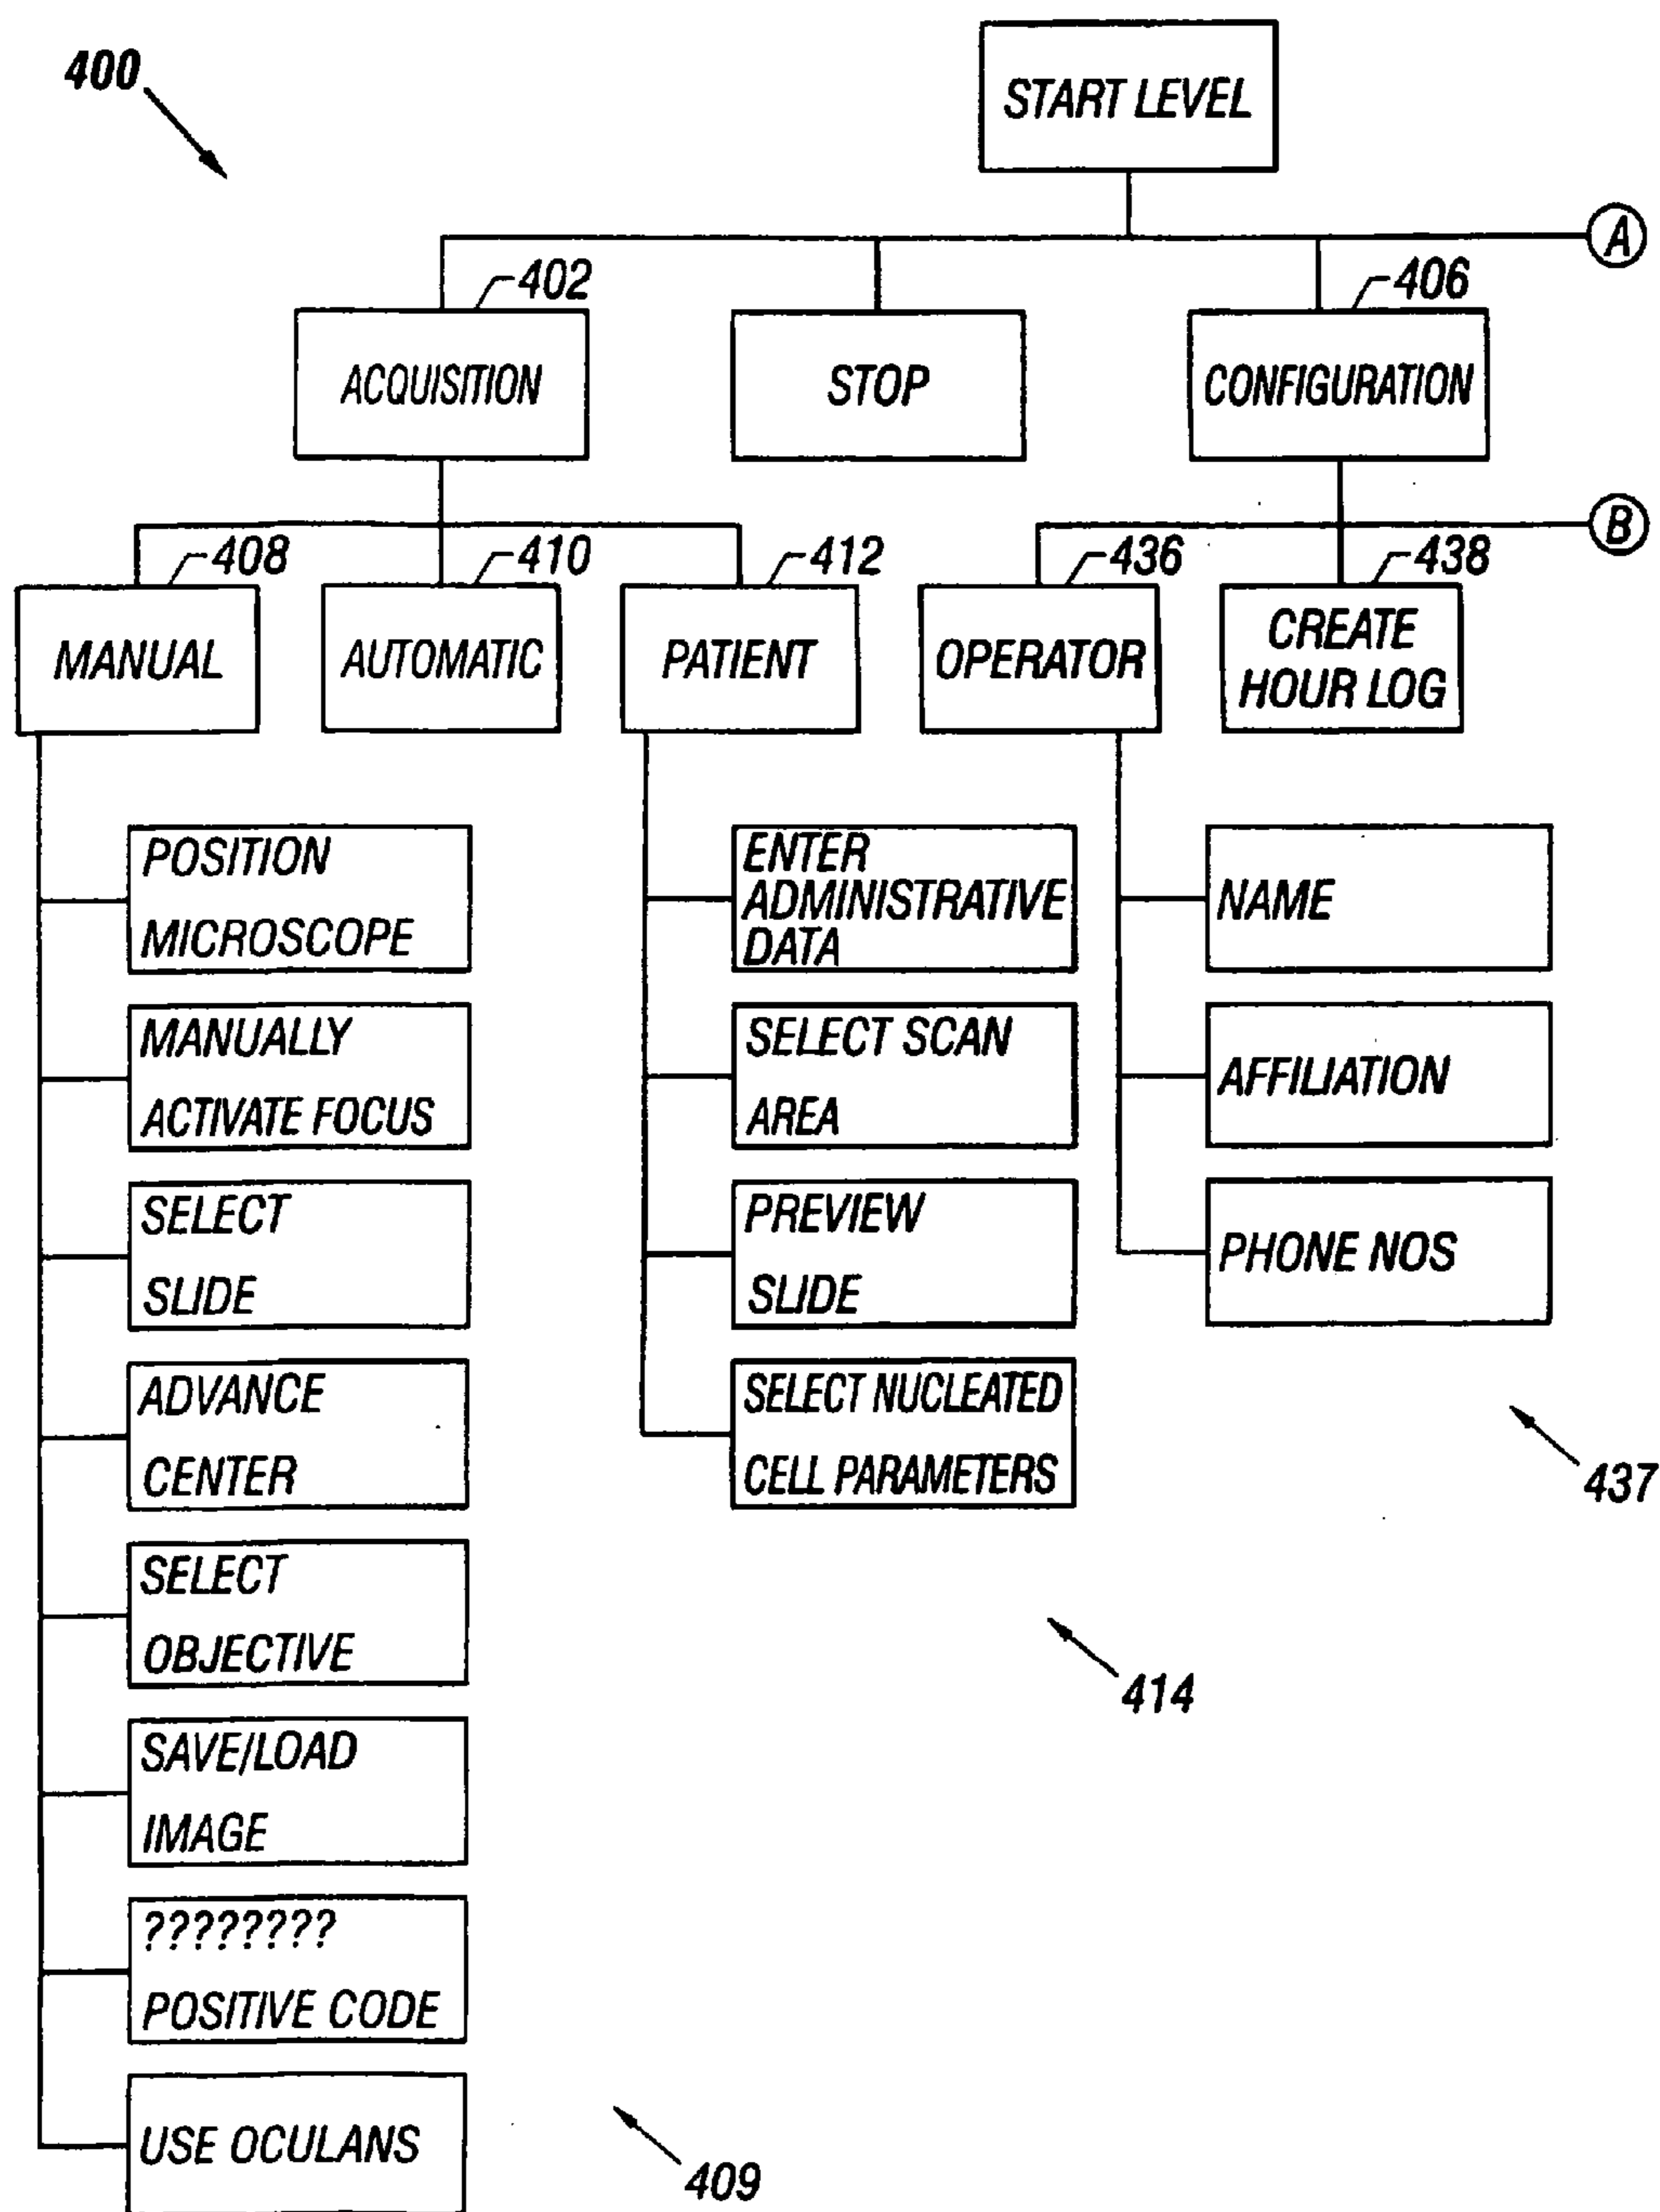 400
START LEVEL
A
402
406
ACQUISITION
STOP
CONFIGURATION
B
408
410
412
436
438
MANUAL
AUTOMATIC
PATIENT
OPERATOR
CREATE
HOUR LOG
POSITION
MICROSCOPE
MANUALLY
ACTIVATE FOCUS
SELECT
SLIDE
ADVANCE
CENTER
SELECT
OBJECTIVE
SAVE/LOAD
IMAGE
????????
POSITIVE CODE
USE OCULANS
409
ENTER
ADMINISTRATIVE
DATA
SELECT SCAN
AREA
PREVIEW
SLIDE
SELECT NUCLEATED
CELL PARAMETERS
414
NAME
AFFILIATION
PHONE NOS
437